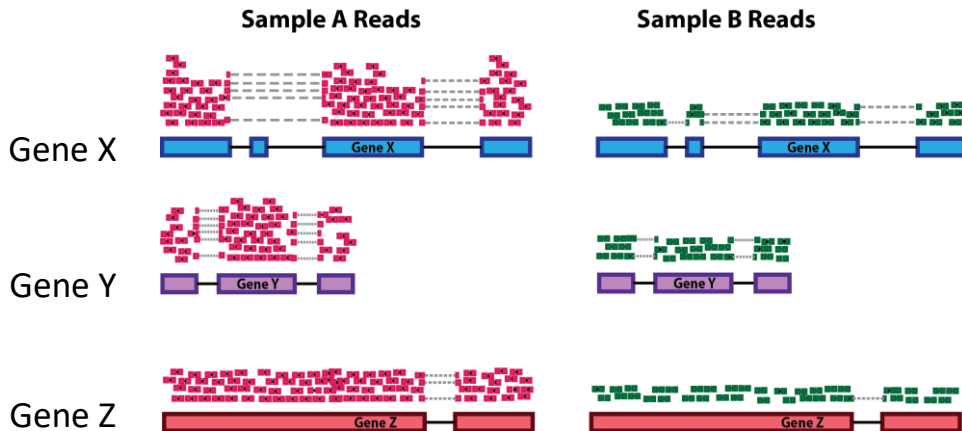 Sample A Reads
Sample B Reads
Gene X
Gene X
Gene X
Gene Y
Gene Y
Gene Y
Gene Z
Gene Z
Gene Z